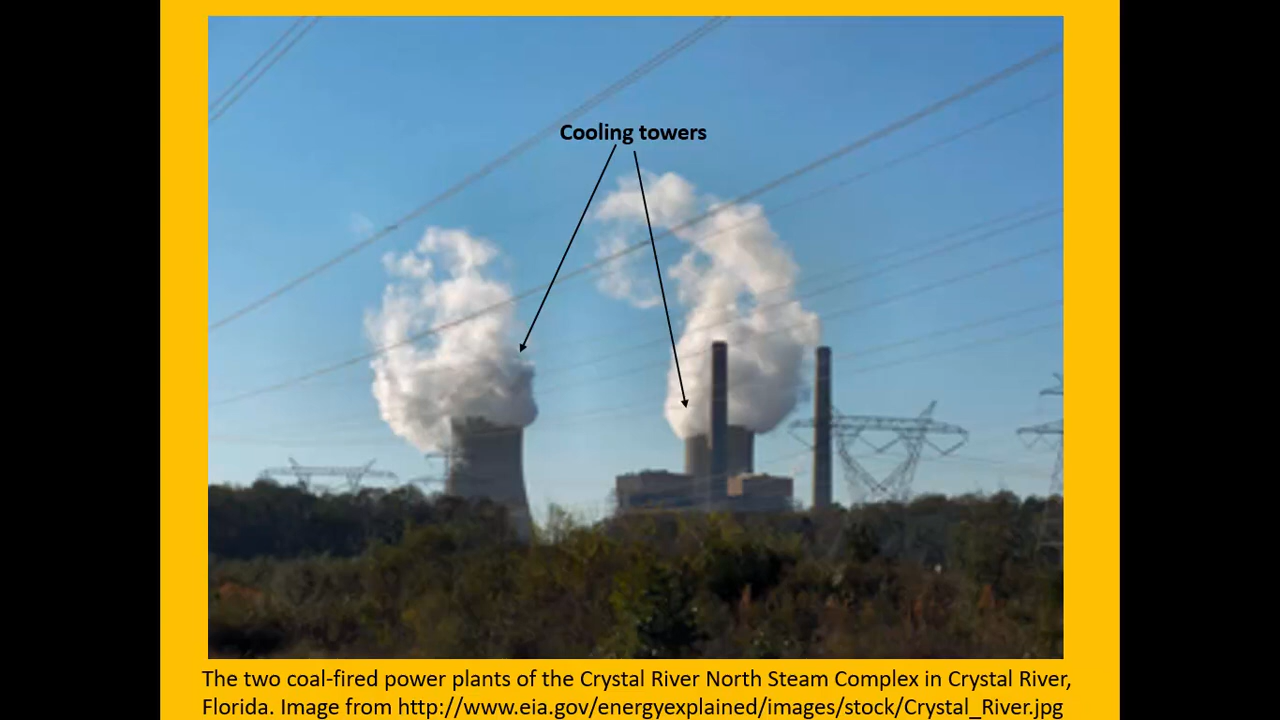 Cooling towers
The two coal-fired power plants of the Crystal River North Steam Complex in Crystal River,
Florida. Image from http://www.eia.gov/energyexplained/images/stock/Crystal_River.jpg